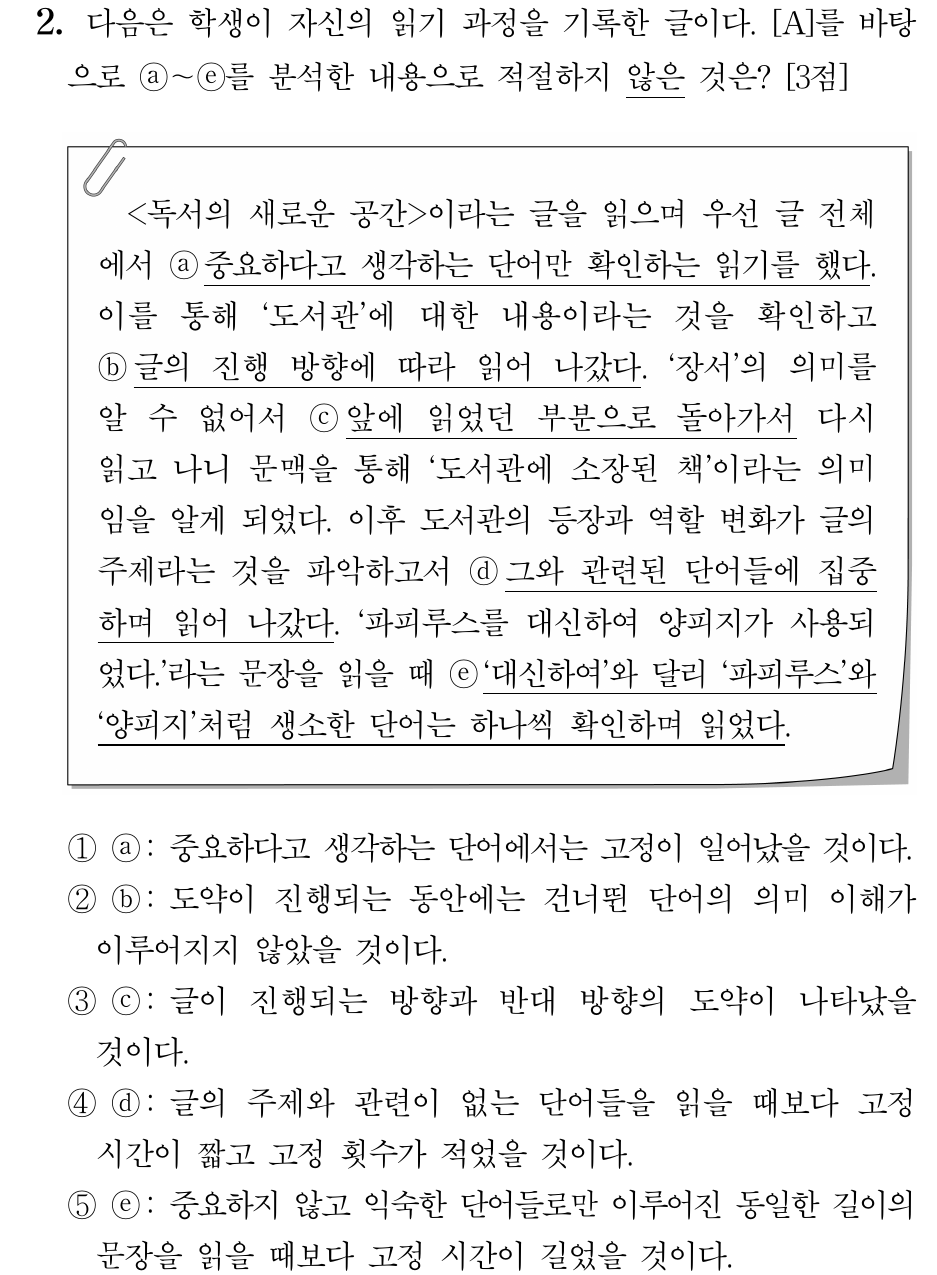 2. 다음은 학생이 자신의 읽기 과정을 기록한 글이다. [A]를 바탕
으로 ⓐ~ⓔ를 분석한 내용으로 적절하지 않은 것은? [3점]
<독서의 새로운 공간>이라는 글을 읽으며 우선 글 전체
에서 ⓐ중요하다고 생각하는 단어만 확인하는 읽기를 했다.
이를 통해 ‘도서관’에 대한 내용이라는 것을 확인하고
ⓑ글의 진행 방향에 따라 읽어 나갔다. ‘장서’의 의미를
알 수 없어서 ⓒ앞에 읽었던 부분으로 돌아가서 다시
읽고 나니 문맥을 통해 ‘도서관에 소장된 책’이라는 의미
임을 알게 되었다. 이후 도서관의 등장과 역할 변화가 글의
주제라는 것을 파악하고서 ⓓ그와 관련된 단어들에 집중
하며 읽어 나갔다. ‘파피루스를 대신하여 양피지가 사용되
었다.’라는 문장을 읽을 때 ⓔ‘대신하여’와 달리 ‘파피루스’와
‘양피지’처럼 생소한 단어는 하나씩 확인하며 읽었다.
① ⓐ: 중요하다고 생각하는 단어에서는 고정이 일어났을 것이다.
② ⓑ: 도약이 진행되는 동안에는 건너뛴 단어의 의미 이해가
이루어지지 않았을 것이다.
③ ⓒ: 글이 진행되는 방향과 반대 방향의 도약이 나타났을
것이다.
④ ⓓ: 글의 주제와 관련이 없는 단어들을 읽을 때보다 고정
시간이 짧고 고정 횟수가 적었을 것이다.
⑤ ⓔ: 중요하지 않고 익숙한 단어들로만 이루어진 동일한 길이의
문장을 읽을 때보다 고정 시간이 길었을 것이다.